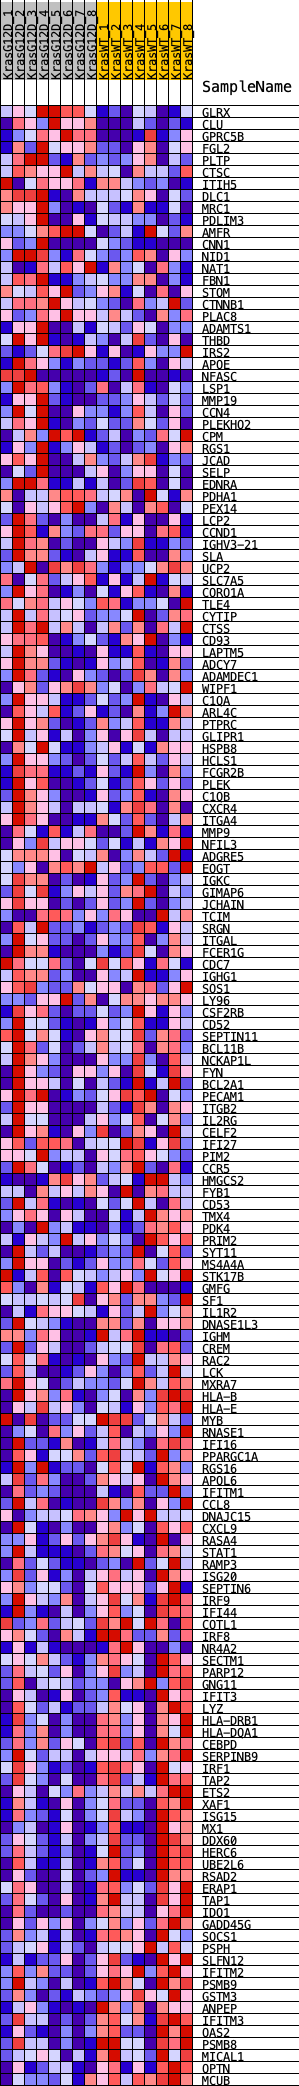 KrasG12D_1
KrasG12D_2
KrasG12D_3
KrasG12D_4
KrasG12D_5
KrasG12D_6
KrasG12D_7
KrasG12D_8
KrasWT_1
KrasWT_2
KrasWT_3
KrasWT_4
KrasWT_5
KrasWT_6
KrasWT_7
KrasWT_8
SampleName
GLRX
CLU
GPRC5B
FGL2
PLTP
CTSC
ITIH5
DLC1
MRC1
PDLIM3
AMFR
CNN1
NID1
NAT1
FBN1
STOM
CTNNB1
PLAC8
ADAMTS1
THBD
IRS2
APOE
NFASC
LSP1
MMP19
CCN4
PLEKHO2
CPM
RGS1
JCAD
SELP
EDNRA
PDHA1
PEX14
LCP2
CCND1
IGHV3-21
SLA
UCP2
SLC7A5
CORO1A
TLE4
CYTIP
CTSS
CD93
LAPTM5
ADCY7
ADAMDEC1
WIPF1
C1QA
ARL4C
PTPRC
GLIPR1
HSPB8
HCLS1
FCGR2B
PLEK
C1QB
CXCR4
ITGA4
MMP9
NFIL3
ADGRE5
EOGT
IGKC
GIMAP6
JCHAIN
TCIM
SRGN
ITGAL
FCER1G
CDC7
IGHG1
SOS1
LY96
CSF2RB
CD52
SEPTIN11
BCL11B
NCKAP1L
FYN
BCL2A1
PECAM1
ITGB2
IL2RG
CELF2
IFI27
PIM2
CCR5
HMGCS2
FYB1
CD53
TMX4
PDK4
PRIM2
SYT11
MS4A4A
STK17B
GMFG
SF1
IL1R2
DNASE1L3
IGHM
CREM
RAC2
LCK
MXRA7
HLA-B
HLA-E
MYB
RNASE1
IFI16
PPARGC1A
RGS16
APOL6
IFITM1
CCL8
DNAJC15
CXCL9
RASA4
STAT1
RAMP3
ISG20
SEPTIN6
IRF9
IFI44
COTL1
IRF8
NR4A2
SECTM1
PARP12
GNG11
IFIT3
LYZ
HLA-DRB1
HLA-DQA1
CEBPD
SERPINB9
IRF1
TAP2
ETS2
XAF1
ISG15
MX1
DDX60
HERC6
UBE2L6
RSAD2
ERAP1
TAP1
IDO1
GADD45G
SOCS1
PSPH
SLFN12
IFITM2
PSMB9
GSTM3
ANPEP
IFITM3
OAS2
PSMB8
MICAL1
OPTN
MCUB